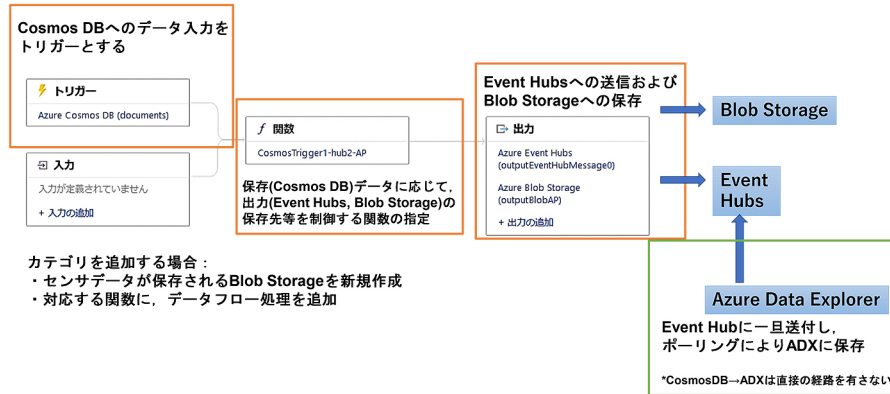 Cosmos DBへのデータ入力を
トリガーとする
トリガー
Azure Cosmos DB (documents)
入力
入力が定義されていません
+ 入力の追加
f 関数
CosmosTrigger1-hub2-AP
保存(Cosmos DB)データに応じて,
出力(Event Hubs, Blob Storage)の
保存先等を制御する関数の指定
Event Hubsへの送信および
Blob Storageへの保存
出力
Azure Event Hubs
(outputEventHubMessage0)
Azure Blob Storage
(outputBlobAP)
+ 出力の追加
Blob Storage
Event
Hubs
Azure Data Explorer
Event Hubに一旦送付し,
ポーリングによりADXに保存
*CosmosDB→ADXは直接の経路を有さない
カテゴリを追加する場合:
・センサデータが保存されるBlob Storageを新規作成
・対応する関数に,データフロー処理を追加